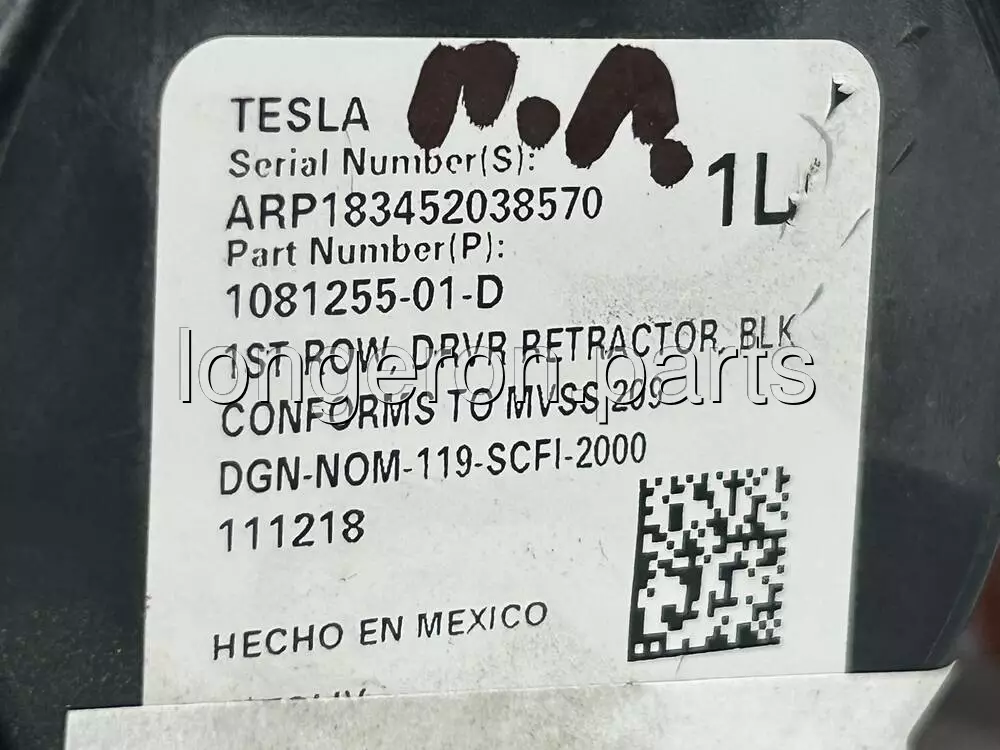 TESLA
П.Л.
Serial Number(S):
1L
ARP183452038570
Part Number(P):
1081255-01-D
1ST ROW, DRVR RETRACTOR, BLK
longeron.parts
CONFORMS TO MVSS 209
DGN-NOM-119-SCFI-2000
111218
HECHO EN MEXICO